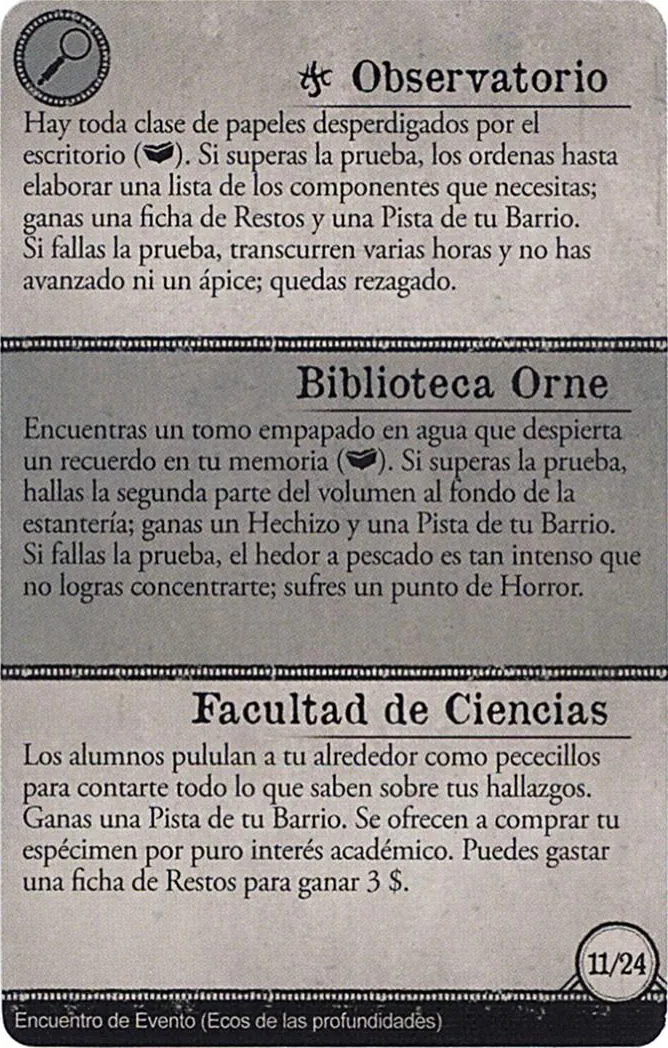 Observatorio
Hay toda clase de papeles desperdigados por el
escritorio (). Si superas la prueba, los ordenas hasta
elaborar una lista de los componentes que necesitas;
ganas una ficha de Restos y una Pista de tu Barrio.
Si fallas la prueba, transcurren varias horas y no has
avanzado ni un ápice; quedas rezagado.
Biblioteca Orne
Encuentras un tomo empapado en agua que despierta
un recuerdo en tu memoria (). Si superas la prueba,
hallas la segunda parte del volumen al fondo de la
estantería; ganas un Hechizo y una Pista de tu Barrio.
Si fallas la prueba, el hedor a pescado es tan intenso que
no logras concentrarte; sufres un punto de Horror.
Facultad de Ciencias
Los alumnos pululan a tu alrededor como pececillos
para contarte todo lo que saben sobre tus hallazgos.
Ganas una Pista de tu Barrio. Se ofrecen a comprar tu
espécimen por puro interés académico. Puedes gastar
una ficha de Restos para ganar 3 $.
11/24
Encuentro de Evento (Ecos de las profundidades)